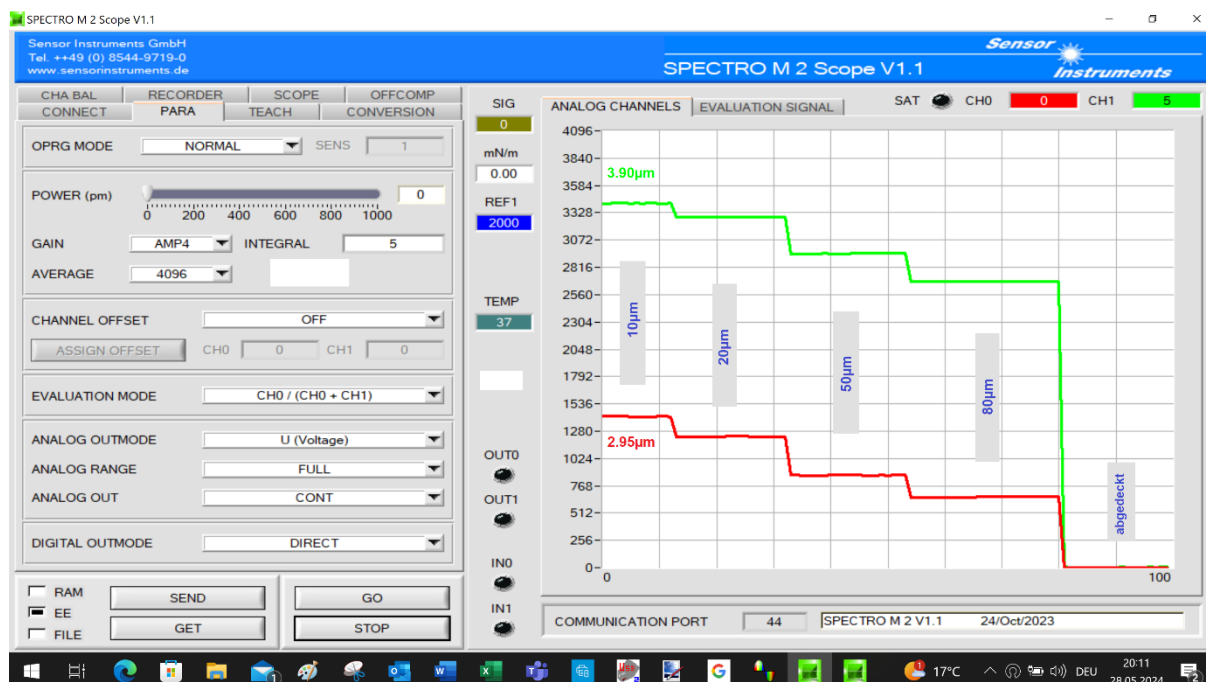 SPECTRO M 2 Scope V1.1
Sensor Instruments GmbH
Tel. ++49 (0) 8544-9719-0
www.sensorinstruments.de
SPECTRO M 2 Scope V1.1
Sensor
Instruments
CHA BAL RECORDER SCOPE OFFCOMP
CONNECT PARA TEACH CONVERSION
OPRG MODE NORMAL SENS 1
POWER (pm) 0
0 200 400 600 800 1000
GAIN AMP4 INTEGRAL 5
AVERAGE 4096
CHANNEL OFFSET OFF
ASSIGN OFFSET CH0 0 CH1 0
EVALUATION MODE CH0 / (CH0 + CH1)
ANALOG OUTMODE U (Voltage)
ANALOG RANGE FULL
ANALOG OUT CONT
DIGITAL OUTMODE DIRECT
RAM
EE
FILE
SEND GO
GET STOP
SIG
0
mN/m
0.00
REF1
2000
TEMP
37
OUT0
OUT1
IN0
IN1
ANALOG CHANNELS EVALUATION SIGNAL SAT CH0 0 CH1 5
4096
3840
3584
3328
3072
2816
2560
2304
2048
1792
1536
1280
1024
768
512
256
0
0 100
3.90µm
2.95µm
10µm
20µm
50µm
80µm
abgedeckt
COMMUNICATION PORT 44 SPECTRO M 2 V1.1 24/Oct/2023
17°C DEU 20:11
28.05.2024